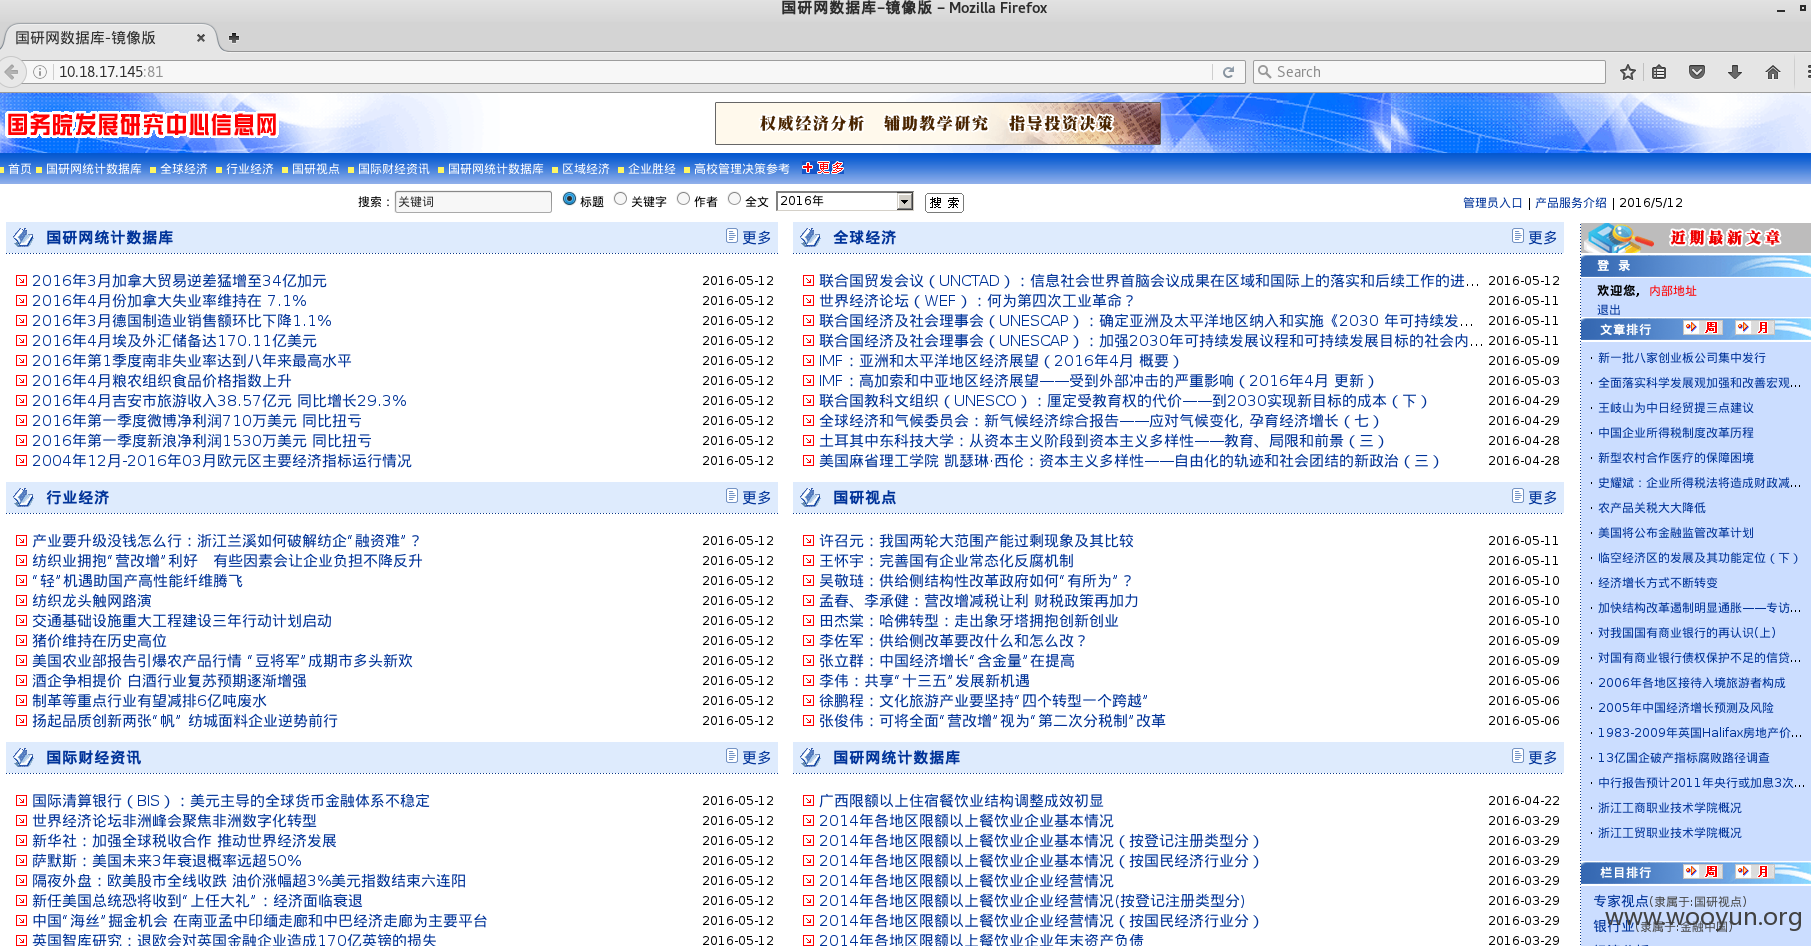 国研网数据库-镜像版 - Mozilla Firefox
国研网数据库-镜像版
10.18.17.145:81
Search
国务院发展研究中心信息网
权威经济分析 辅助教学研究 指导投资决策
首页 国研网统计数据库 全球经济 行业经济 国研视点 国际财经资讯 国研网统计数据库 区域经济 企业胜经 高校管理决策参考 更多
搜索： 关键词 标题 关键字 作者 全文 2016年 搜 索
管理员入口 | 产品服务介绍 | 2016/5/12
国研网统计数据库 更多
2016年3月加拿大贸易逆差猛增至34亿加元 2016-05-12
2016年4月份加拿大失业率维持在 7.1% 2016-05-12
2016年3月德国制造业销售额环比下降1.1% 2016-05-12
2016年4月埃及外汇储备达170.11亿美元 2016-05-12
2016年第1季度南非失业率达到八年来最高水平 2016-05-12
2016年4月粮农组织食品价格指数上升 2016-05-12
2016年4月吉安市旅游收入38.57亿元 同比增长29.3% 2016-05-12
2016年第一季度微博净利润710万美元 同比扭亏 2016-05-12
2016年第一季度新浪净利润1530万美元 同比扭亏 2016-05-12
2004年12月-2016年03月欧元区主要经济指标运行情况 2016-05-12
全球经济 更多
联合国贸发会议（UNCTAD）：信息社会世界首脑会议成果在区域和国际上的落实和后续工作的进... 2016-05-12
世界经济论坛（WEF）：何为第四次工业革命？ 2016-05-11
联合国经济及社会理事会（UNESCAP）：确定亚洲及太平洋地区纳入和实施《2030 年可持续发... 2016-05-11
联合国经济及社会理事会（UNESCAP）：加强2030年可持续发展议程和可持续发展目标的社会内... 2016-05-11
IMF：亚洲和太平洋地区经济展望（2016年4月 概要） 2016-05-09
IMF：高加索和中亚地区经济展望——受到外部冲击的严重影响（2016年4月 更新） 2016-05-03
联合国教科文组织（UNESCO）：厘定受教育权的代价——到2030实现新目标的成本（下） 2016-04-29
全球经济和气候委员会：新气候经济综合报告——应对气候变化, 孕育经济增长（七） 2016-04-29
土耳其中东科技大学：从资本主义阶段到资本主义多样性——教育、局限和前景（三） 2016-04-28
美国麻省理工学院 凯瑟琳·西伦：资本主义多样性——自由化的轨迹和社会团结的新政治（三） 2016-04-28
行业经济 更多
产业要升级没钱怎么行：浙江兰溪如何破解纺企“融资难”？ 2016-05-12
纺织业拥抱“营改增”利好 有些因素会让企业负担不降反升 2016-05-12
“轻”机遇助国产高性能纤维腾飞 2016-05-12
纺织龙头触网路演 2016-05-12
交通基础设施重大工程建设三年行动计划启动 2016-05-12
猪价维持在历史高位 2016-05-12
美国农业部报告引爆农产品行情 “豆将军”成期市多头新欢 2016-05-12
酒企争相提价 白酒行业复苏预期逐渐增强 2016-05-12
制革等重点行业有望减排6亿吨废水 2016-05-12
扬起品质创新两张“帆” 纺城面料企业逆势前行 2016-05-12
国研视点 更多
许召元：我国两轮大范围产能过剩现象及其比较 2016-05-11
王怀宇：完善国有企业常态化反腐机制 2016-05-11
吴敬琏：供给侧结构性改革政府如何“有所为”？ 2016-05-10
孟春、李承健：营改增减税让利 财税政策再加力 2016-05-10
田杰棠：哈佛转型：走出象牙塔拥抱创新创业 2016-05-10
李佐军：供给侧改革要改什么和怎么改？ 2016-05-09
张立群：中国经济增长“含金量”在提高 2016-05-09
李伟：共享“十三五”发展新机遇 2016-05-06
徐鹏程：文化旅游产业要坚持“四个转型一个跨越” 2016-05-06
张俊伟：可将全面“营改增”视为“第二次分税制”改革 2016-05-06
国际财经资讯 更多
国际清算银行（BIS）：美元主导的全球货币金融体系不稳定 2016-05-12
世界经济论坛非洲峰会聚焦非洲数字化转型 2016-05-12
新华社：加强全球税收合作 推动世界经济发展 2016-05-12
萨默斯：美国未来3年衰退概率远超50% 2016-05-12
隔夜外盘：欧美股市全线收跌 油价涨幅超3%美元指数结束六连阳 2016-05-12
新任美国总统恐将收到“上任大礼”：经济面临衰退 2016-05-12
中国“海丝”掘金机会 在南亚孟中印缅走廊和中巴经济走廊为主要平台 2016-05-12
英国智库研究：退欧会对英国金融企业造成170亿英镑的损失 2016-05-12
国研网统计数据库 更多
广西限额以上住宿餐饮业结构调整成效初显 2016-04-22
2014年各地区限额以上餐饮业企业基本情况 2016-03-29
2014年各地区限额以上餐饮业企业基本情况（按登记注册类型分） 2016-03-29
2014年各地区限额以上餐饮业企业基本情况（按国民经济行业分） 2016-03-29
2014年各地区限额以上餐饮业企业经营情况 2016-03-29
2014年各地区限额以上餐饮业企业经营情况(按登记注册类型分) 2016-03-29
2014年各地区限额以上餐饮业企业经营情况（按国民经济行业分） 2016-03-29
2014年各地区限额以上餐饮业企业年末资产负债 2016-03-29
近期最新文章
登 录
欢迎您， 内部地址
退出
文章排行 周 月
新一批八家创业板公司集中发行
全面落实科学发展观加强和改善宏观...
王岐山为中日经贸提三点建议
中国企业所得税制度改革历程
新型农村合作医疗的保障困境
史耀斌：企业所得税法将造成财政减...
农产品关税大大降低
美国将公布金融监管改革计划
临空经济区的发展及其功能定位（下）
经济增长方式不断转变
加快结构改革遏制明显通胀——专访...
对我国国有商业银行的再认识(上)
对国有商业银行债权保护不足的信贷...
2006年各地区接待入境旅游者构成
2005年中国经济增长预测及风险
1983-2009年英国Halifax房地产价...
13亿国企破产指标腐败路径调查
中行报告预计2011年央行或加息3次...
浙江工商职业技术学院概况
浙江工贸职业技术学院概况
栏目排行 周 月
专家视点(隶属于:国研视点)
银行业(隶属于:金融中国)
www.wooyun.org